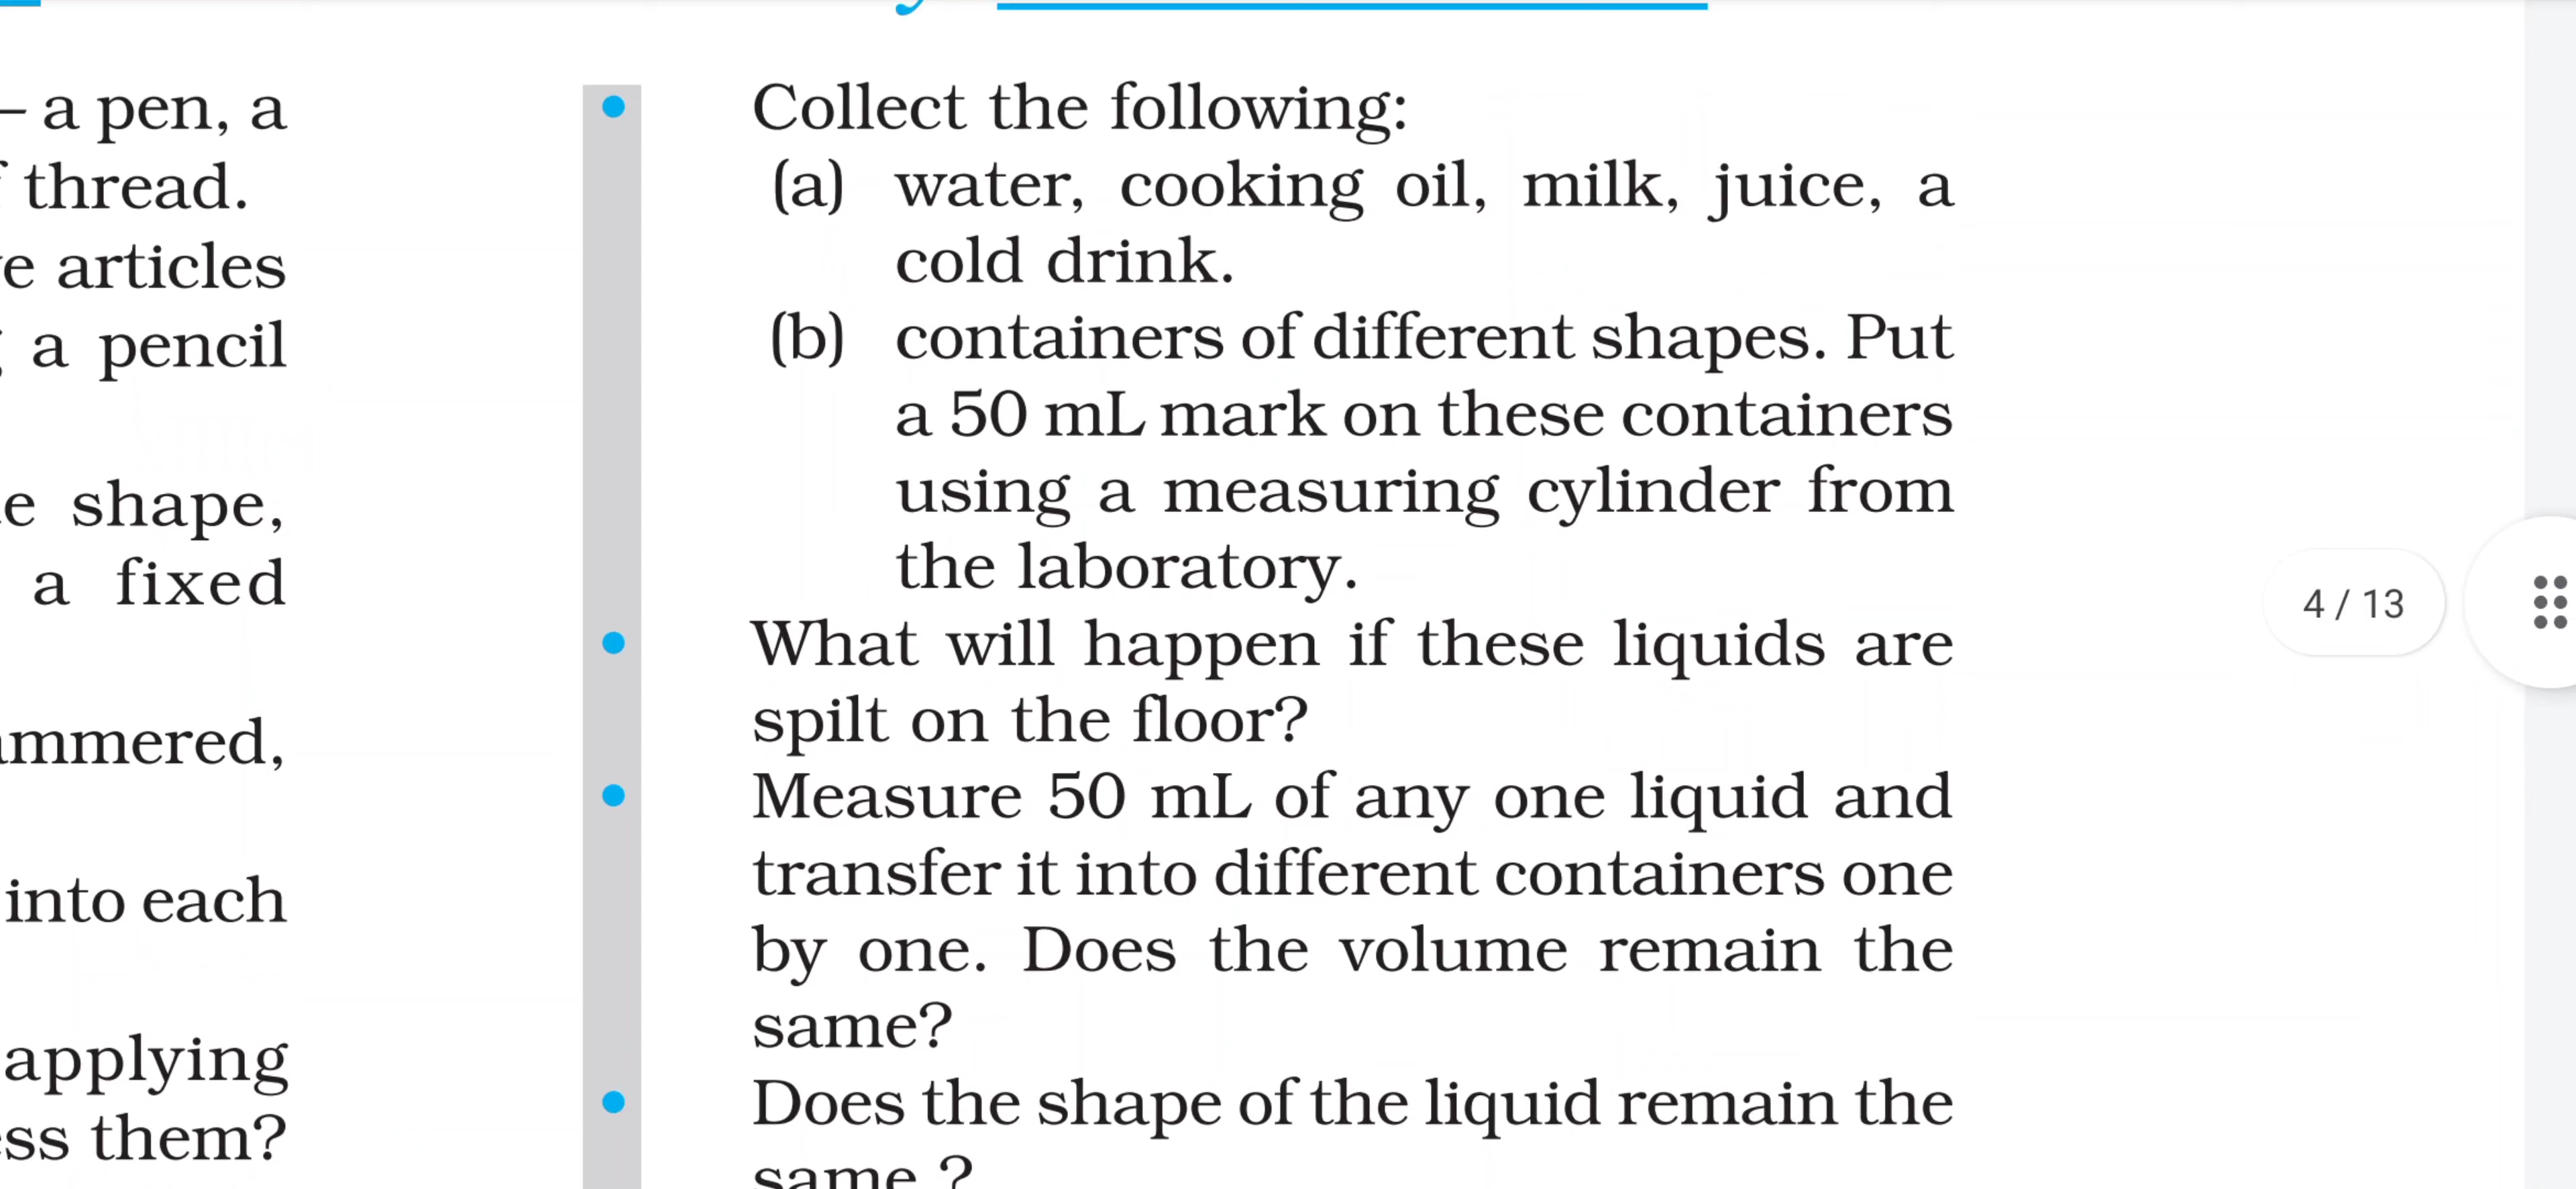 – a pen, a
thread.
articles
a pencil
shape,
a fixed
into each
applying
them?
Collect the following:
(a) water, cooking oil, milk, juice, a
cold drink.
(b) containers of different shapes. Put
a 50 mL mark on these containers
using a measuring cylinder from
the laboratory.
What will happen if these liquids are
spilt on the floor?
Measure 50 mL of any one liquid and
transfer it into different containers one
by one. Does the volume remain the
same?
Does the shape of the liquid remain the
same ?
4 / 13